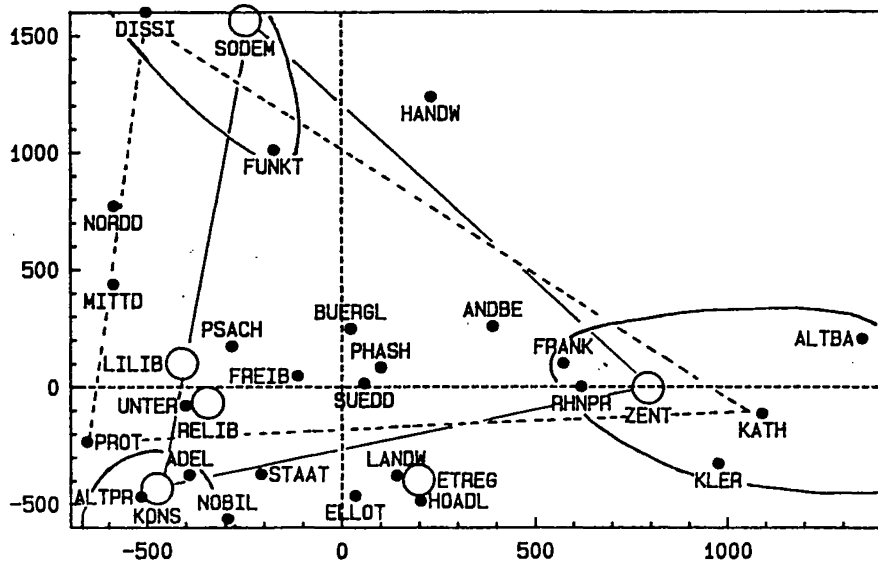 1500
DISSI
SODEM
HANDW
1000
FUNKT
NORDD
500
MITTD
BUERGL
ANDBE
PSACH
PHASH
FRANK
ALTBA
LILIB
FREIB
0
SUEDD
RHNPR
UNTER
RELIB
ZENT
KATH
PROT
ADEL
STAAT
LANDW
ETREG
KLER
ALTPR
KONS
NOBIL
ELLOT
HOADL
-500
-500
0
500
1000